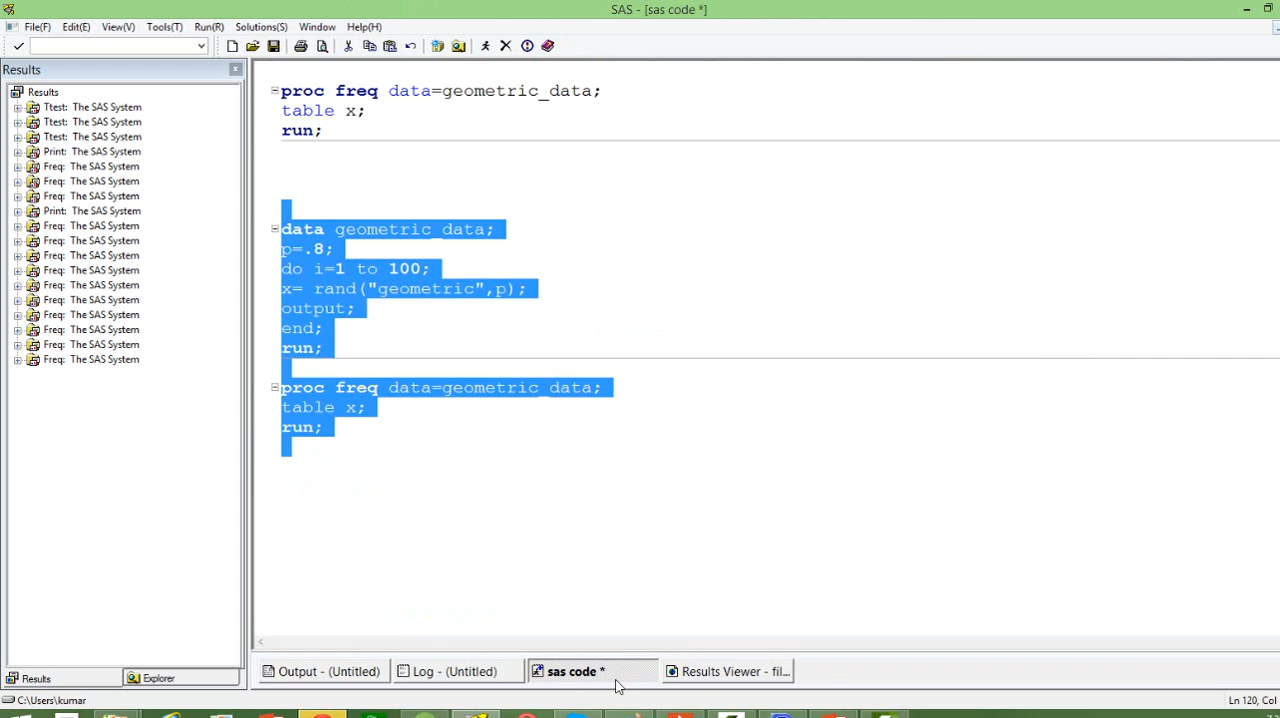 SAS - [sas code *]
File(F) Edit(E) View(V) Tools(T) Run(R) Solutions(S) Window Help(H)
Results
Results
Ttest: The SAS System
Ttest: The SAS System
Ttest: The SAS System
Print: The SAS System
Freq: The SAS System
Freq: The SAS System
Freq: The SAS System
Print: The SAS System
Freq: The SAS System
Freq: The SAS System
Freq: The SAS System
Freq: The SAS System
Freq: The SAS System
Freq: The SAS System
Freq: The SAS System
Freq: The SAS System
Freq: The SAS System
Freq: The SAS System
proc freq data=geometric_data;
table x;
run;
data geometric_data;
p=.8;
do i=1 to 100;
x= rand("geometric",p);
output;
end;
run;
proc freq data=geometric_data;
table x;
run;
Results Explorer
Output - (Untitled) Log - (Untitled) sas code * Results Viewer - fil...
C:\Users\kumar Ln 120, Col